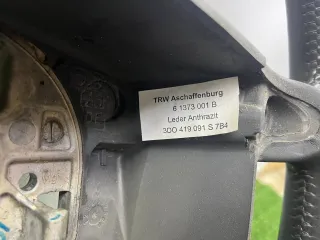 TRW Aschaffenburg
6 1373 001 B
Leder Anthrazit
3D0 419 091 S 7B4